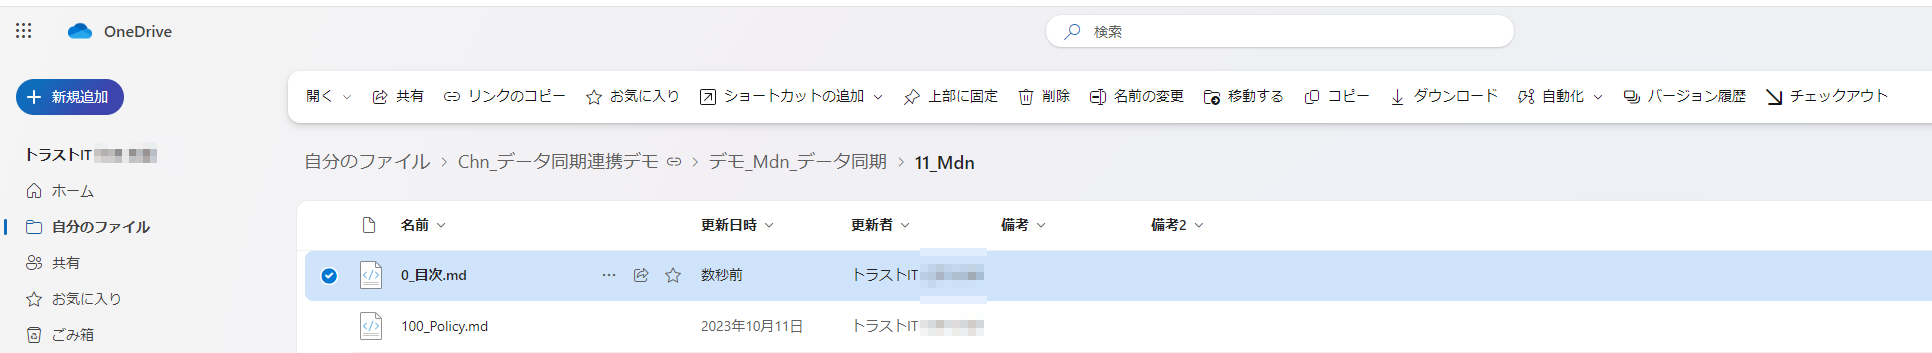 OneDrive
検索
新規追加
開く 共有 リンクのコピー お気に入り ショートカットの追加 上部に固定 削除 名前の変更 移動する コピー ダウンロード 自動化 バージョン履歴 チェックアウト
トラストIT
ホーム
自分のファイル
共有
お気に入り
ごみ箱
自分のファイル > Chn_データ同期連携デモ > デモ_Mdn_データ同期 > 11_Mdn
名前 更新日時 更新者 備考 備考2
0_目次.md ... 数秒前 トラストIT
100_Policy.md 2023年10月11日 トラストIT